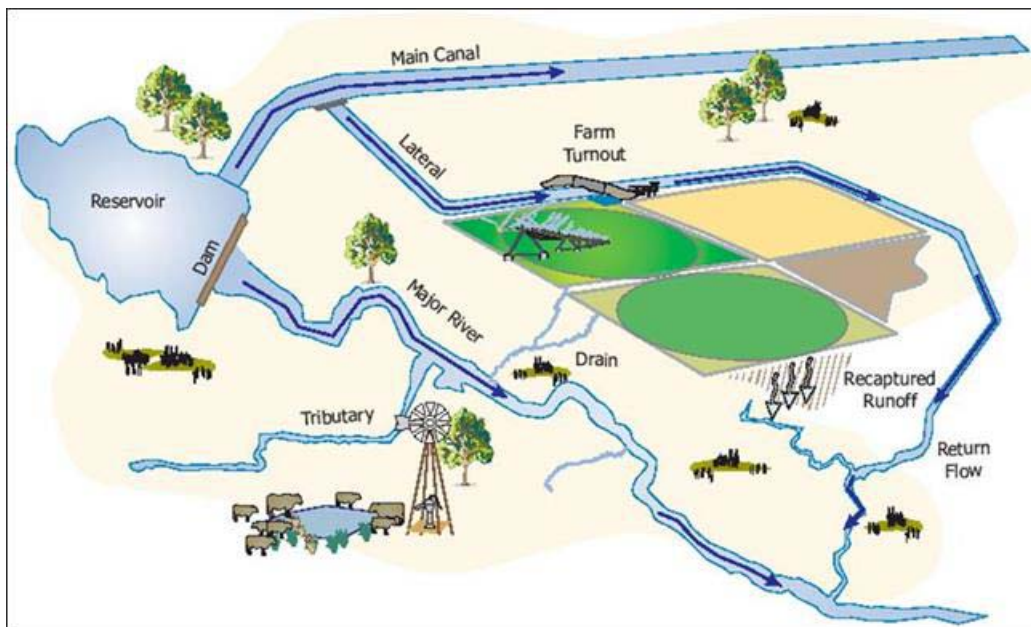 Main Canal
Lateral
Farm
Turnout
Reservoir
Dam
Major River
Drain
Recaptured
Runoff
Tributary
Return
Flow